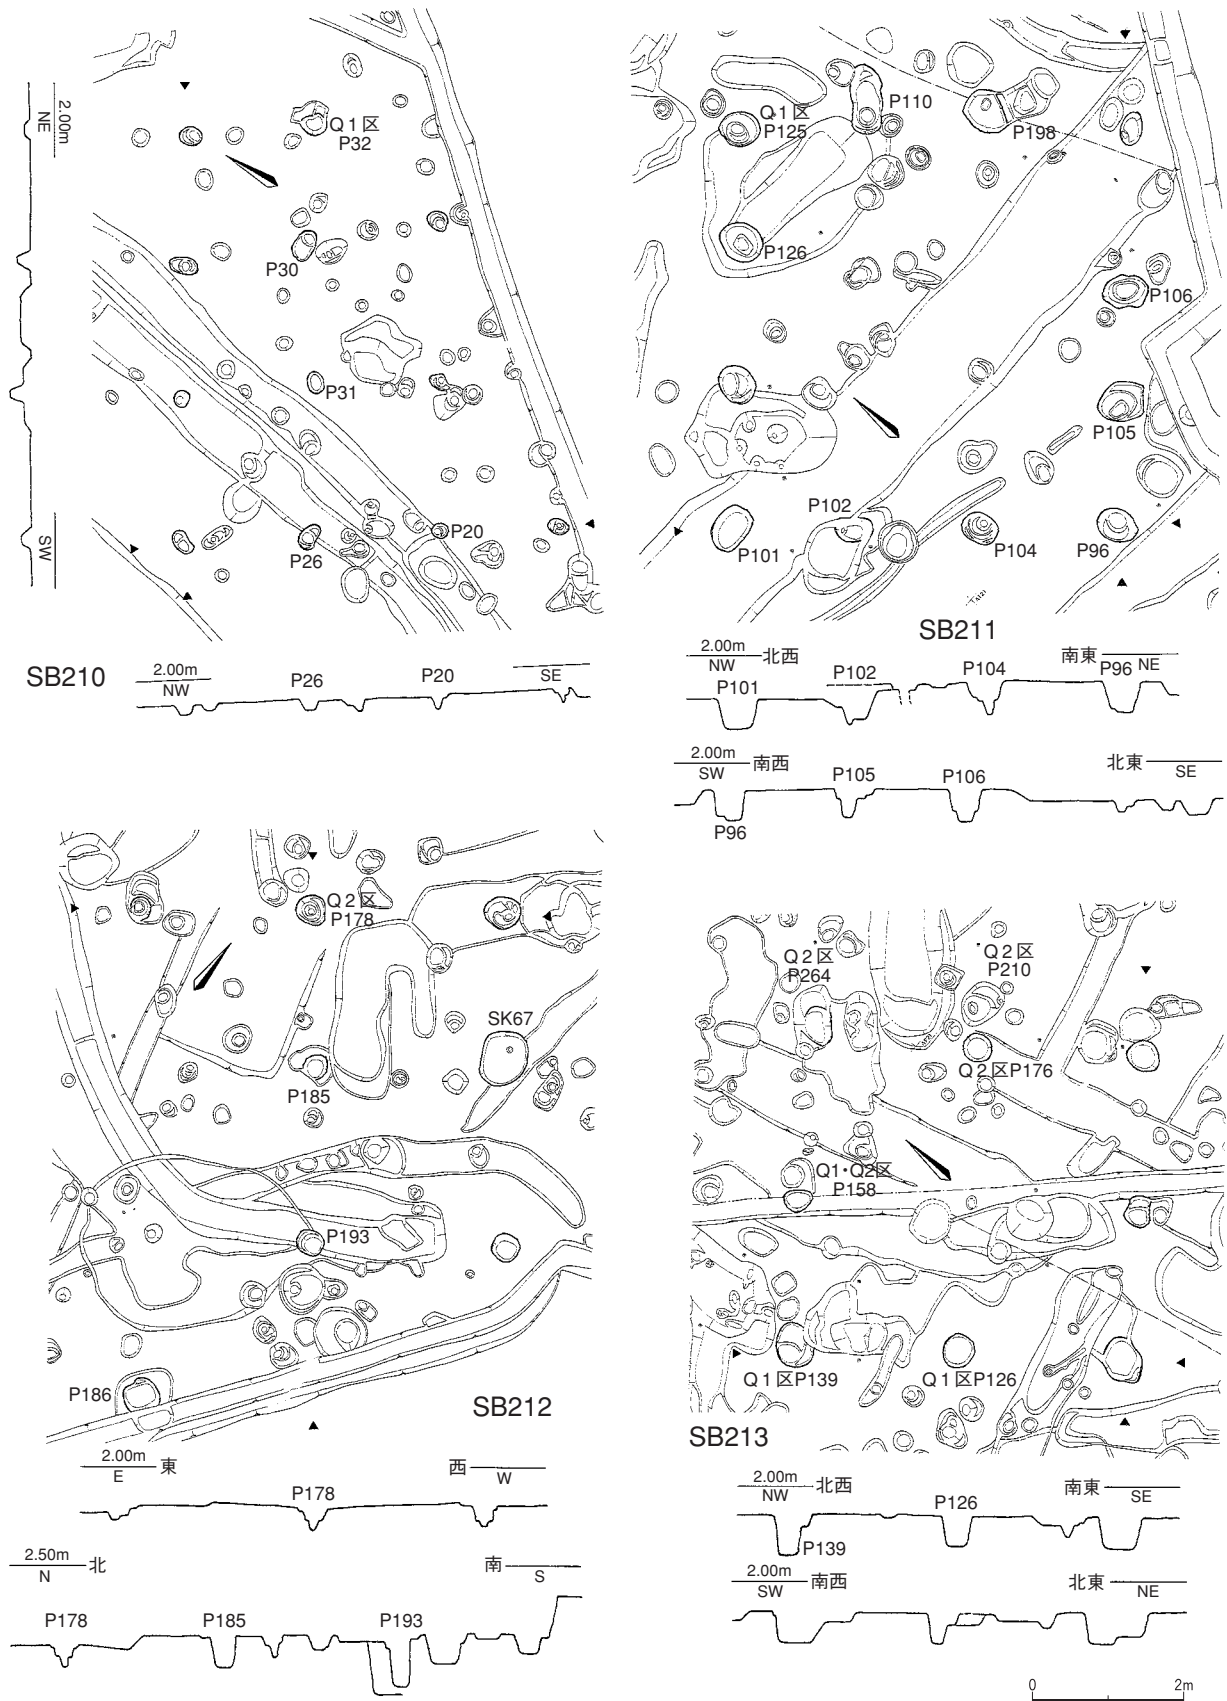 2.00m
NE
Q1区
P32
P30
P31
P26
P20
SW
SB210
2.00m
NW
P26
P20
SE
Q1区
P125
P110
P198
P126
P106
P105
P102
P101
P104
P96
SB211
2.00m
NW
北西
南東
NE
P101
P102
P104
P96
2.00m
SW
南西
北東
SE
P105
P106
P96
Q2区
P178
SK67
P185
P193
P186
SB212
2.00m
E
東
西
W
P178
2.50m
N
北
南
S
P178
P185
P193
Q2区
P264
Q2区
P210
Q2区P176
Q1・Q2区
P158
Q1区P139
Q1区P126
SB213
2.00m
NW
北西
南東
SE
P126
P139
2.00m
SW
南西
北東
NE
0
2m